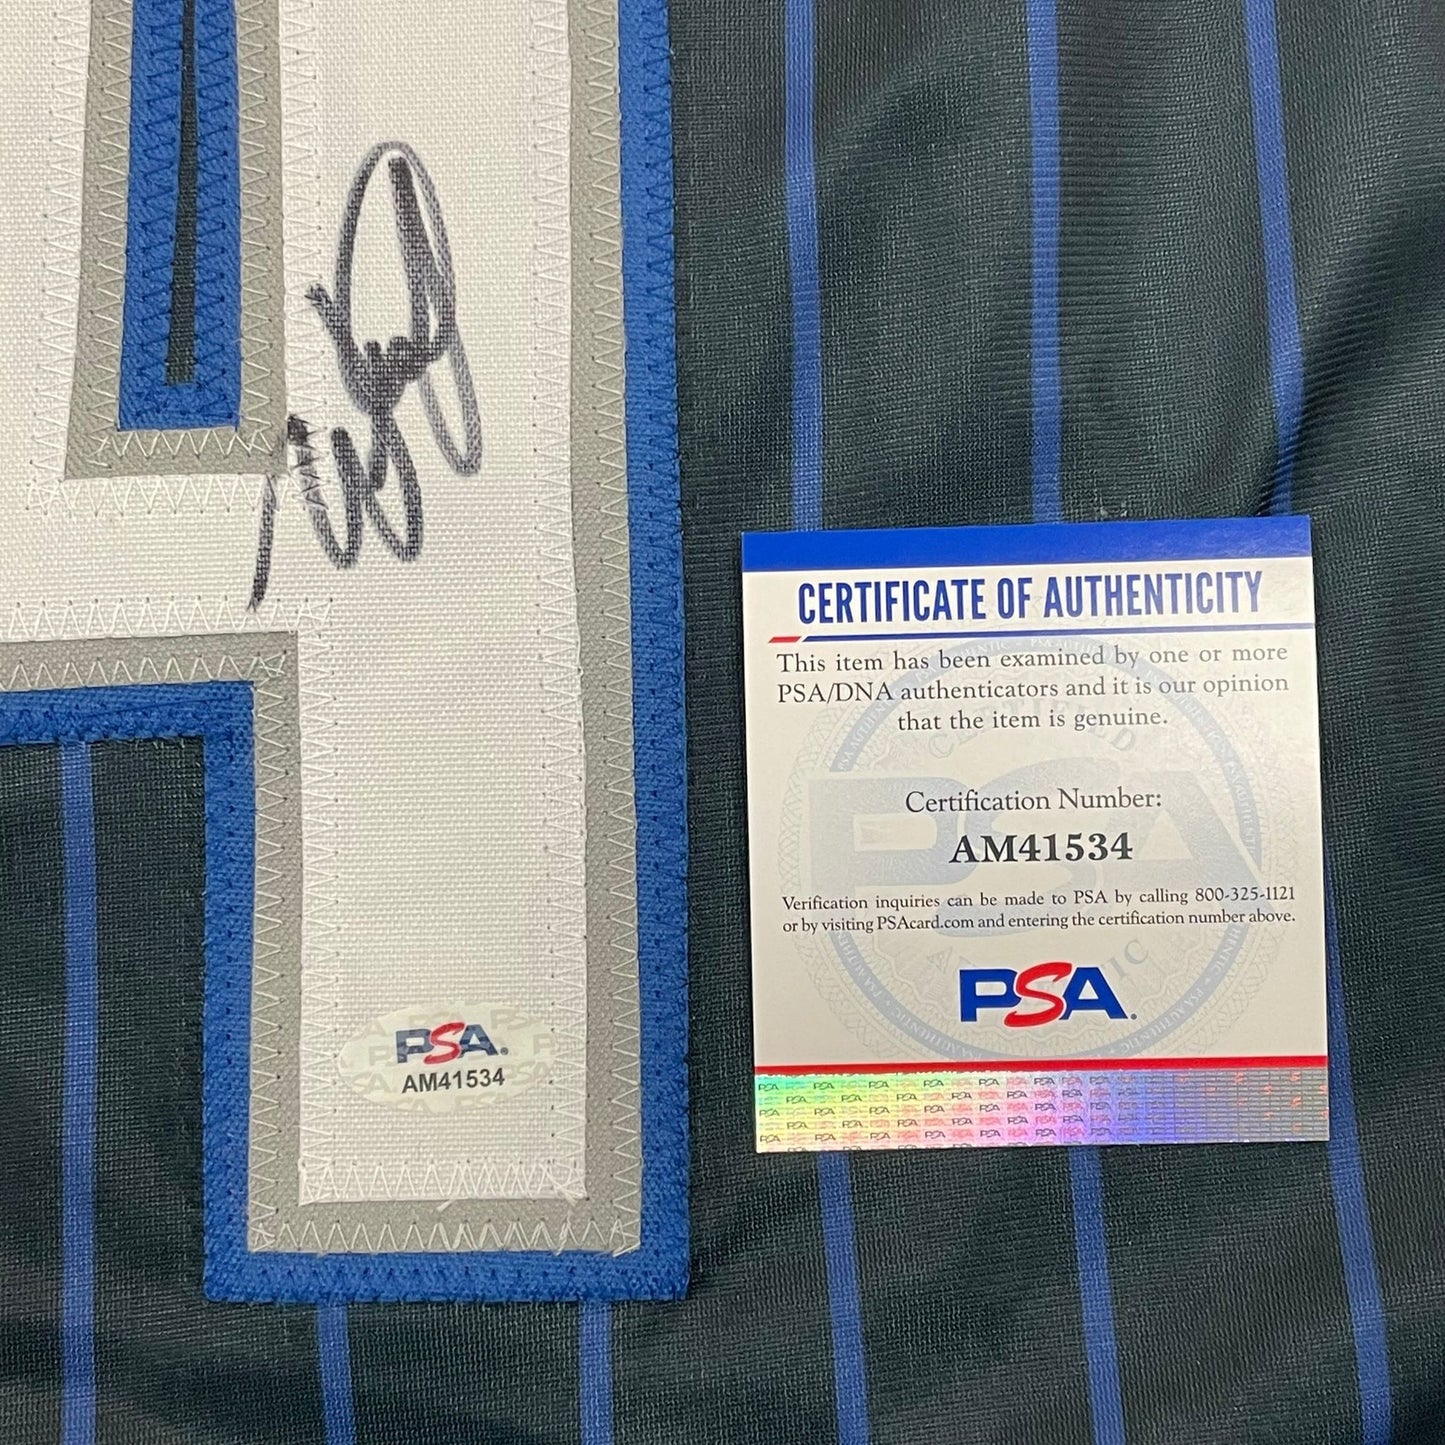 PSA
AM41534
CERTIFICATE OF AUTHENTICITY
This item has been examined by one or more
PSA/DNA authenticators and it is our opinion
that the item is genuine.
Certification Number:
AM41534
Verification inquiries can be made to PSA by calling 800-325-1121
or by visiting PSAcard.com and entering the certification number above.
PSA